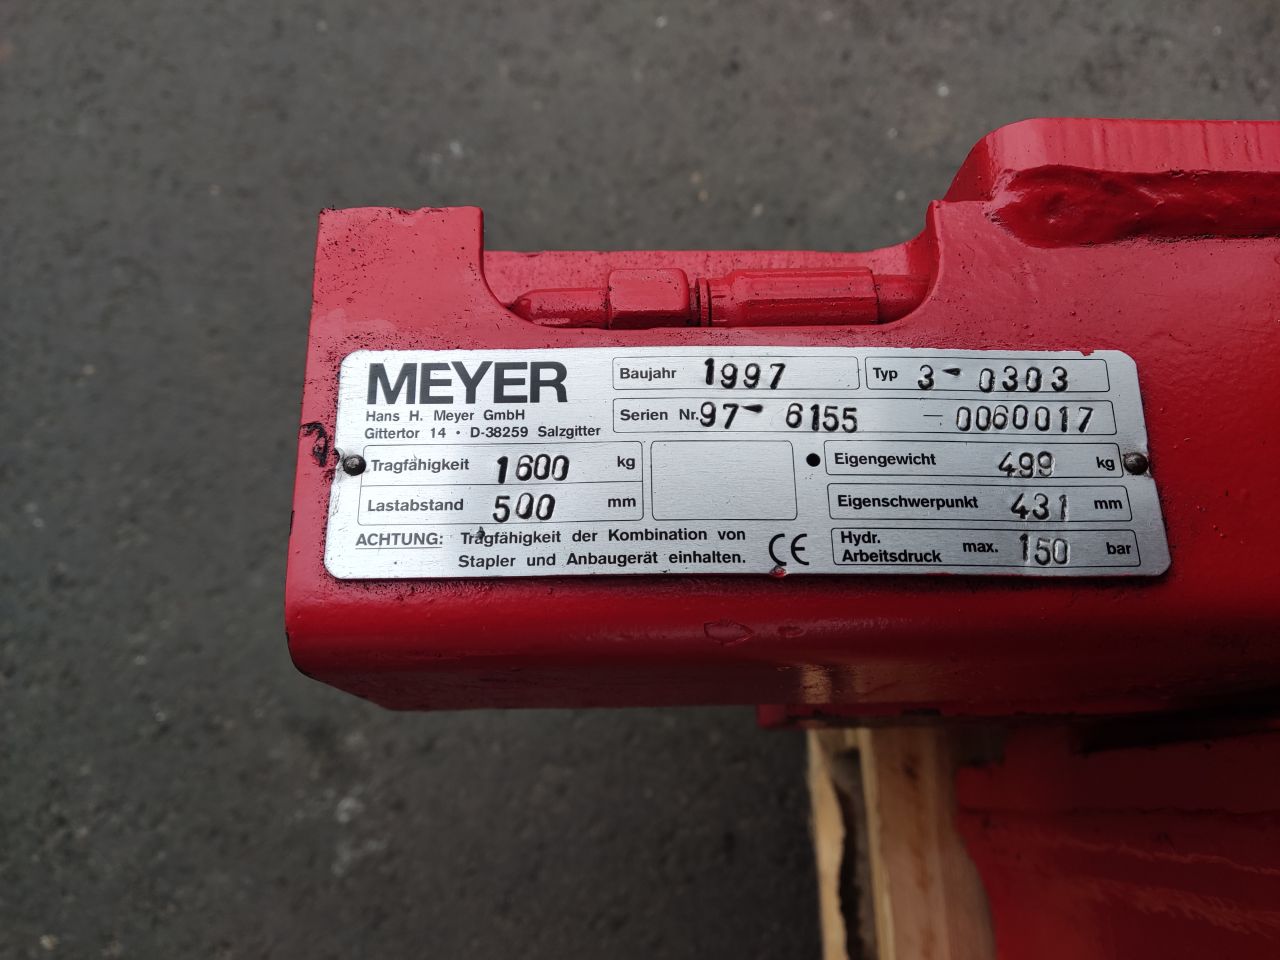 MEYER
Hans H. Meyer GmbH
Gittertor 14 · D-38259 Salzgitter
Baujahr 1997 Typ 3-0303
Serien Nr. 97-6155 - 0060017
Tragfähigkeit 1600 kg
Lastabstand 500 mm
Eigengewicht 499 kg
Eigenschwerpunkt 431 mm
Hydr. Arbeitsdruck max. 150 bar
ACHTUNG: Tragfähigkeit der Kombination von
Stapler und Anbaugerät einhalten.
CE